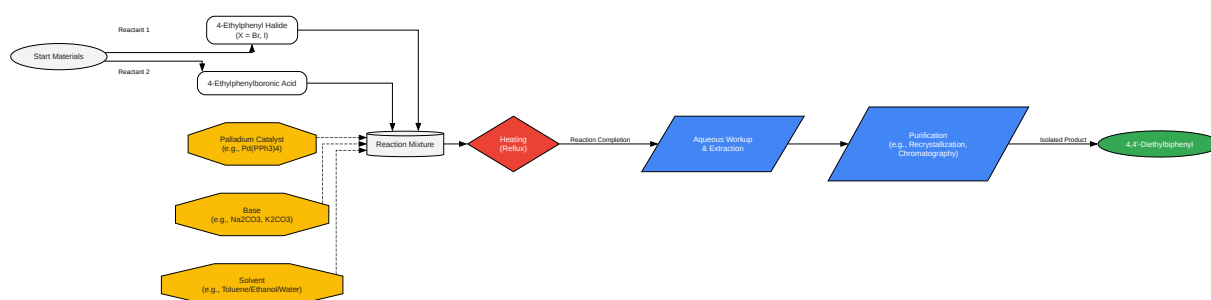 Start Materials
Reactant 1
Reactant 2
4-Ethylphenyl Halide
(X = Br, I)
4-Ethylphenylboronic Acid
Palladium Catalyst
(e.g., Pd(PPh3)4)
Base
(e.g., Na2CO3, K2CO3)
Solvent
(e.g., Toluene/Ethanol/Water)
Reaction Mixture
Heating
(Reflux)
Reaction Completion
Aqueous Workup
& Extraction
Purification
(e.g., Recrystallization,
Chromatography)
Isolated Product
4,4'-Diethylbiphenyl